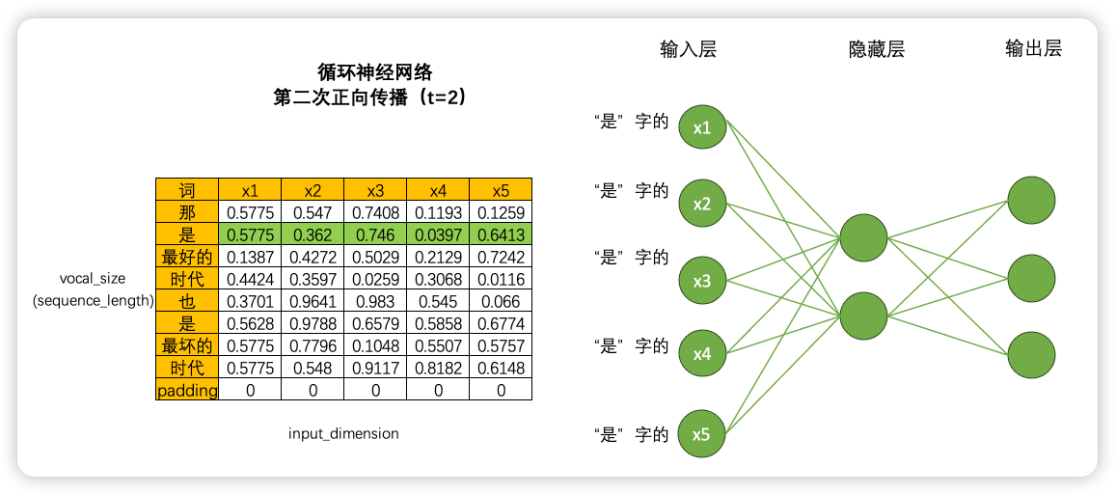 循环神经网络
第二次正向传播（t=2）
词 x1 x2 x3 x4 x5
那 0.5775 0.547 0.7408 0.1193 0.1259
是 0.5775 0.362 0.746 0.0397 0.6413
最好的 0.1387 0.4272 0.5029 0.2129 0.7242
时代 0.4424 0.3597 0.0259 0.3068 0.0116
也 0.3701 0.9641 0.983 0.545 0.066
是 0.5628 0.9788 0.6579 0.5858 0.6774
最坏的 0.5775 0.7796 0.1048 0.5507 0.5757
时代 0.5775 0.548 0.9117 0.8182 0.6148
padding 0 0 0 0 0
vocal_size
(sequence_length)
input_dimension
输入层 隐藏层 输出层
“是” 字的 x1
“是” 字的 x2
“是” 字的 x3
“是” 字的 x4
“是” 字的 x5